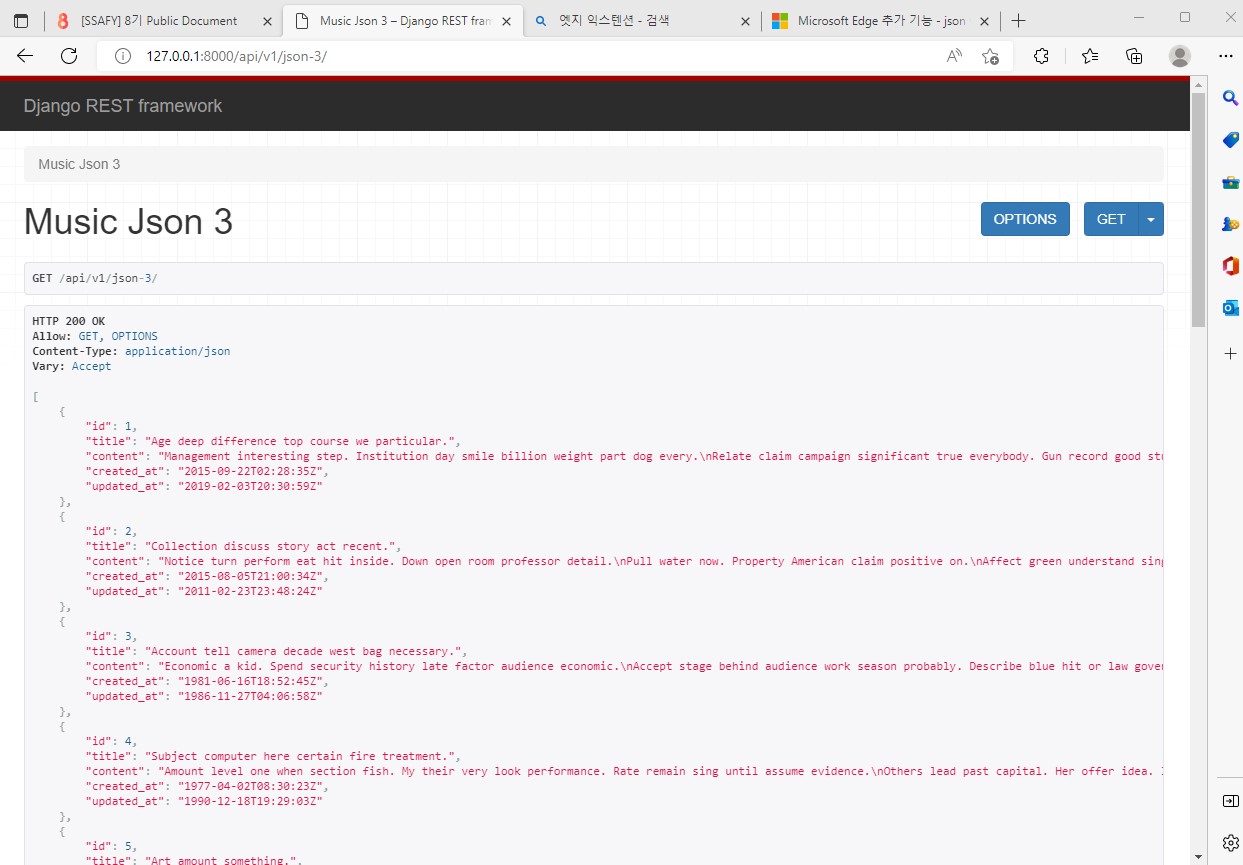 [SSAFY] 8기 Public Document
Music Json 3 – Django REST fram
엣지 익스텐션 - 검색
Microsoft Edge 추가 기능 - json
127.0.0.1:8000/api/v1/json-3/
Django REST framework
Music Json 3
Music Json 3
OPTIONS
GET
GET /api/v1/json-3/
HTTP 200 OK
Allow: GET, OPTIONS
Content-Type: application/json
Vary: Accept
[
{
"id": 1,
"title": "Age deep difference top course we particular.",
"content": "Management interesting step. Institution day smile billion weight part dog every.\nRelate claim campaign significant true everybody. Gun record good stu
"created_at": "2015-09-22T02:28:35Z",
"updated_at": "2019-02-03T20:30:59Z"
},
{
"id": 2,
"title": "Collection discuss story act recent.",
"content": "Notice turn perform eat hit inside. Down open room professor detail.\nPull water now. Property American claim positive on.\nAffect green understand sing
"created_at": "2015-08-05T21:00:34Z",
"updated_at": "2011-02-23T23:48:24Z"
},
{
"id": 3,
"title": "Account tell camera decade west bag necessary.",
"content": "Economic a kid. Spend security history late factor audience economic.\nAccept stage behind audience work season probably. Describe blue hit or law gover
"created_at": "1981-06-16T18:52:45Z",
"updated_at": "1986-11-27T04:06:58Z"
},
{
"id": 4,
"title": "Subject computer here certain fire treatment.",
"content": "Amount level one when section fish. My their very look performance. Rate remain sing until assume evidence.\nOthers lead past capital. Her offer idea.
"created_at": "1977-04-02T08:30:23Z",
"updated_at": "1990-12-18T19:29:03Z"
},
{
"id": 5,
"title": "Art amount something.",